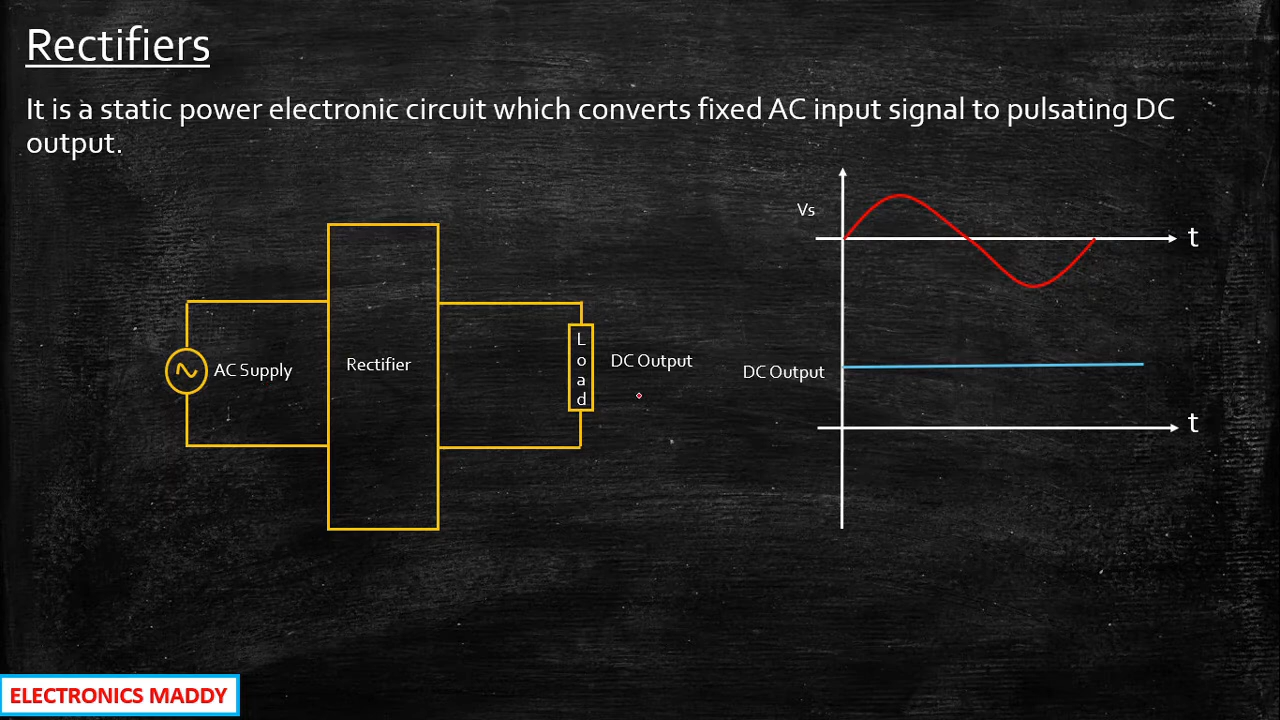 Rectifiers
It is a static power electronic circuit which converts fixed AC input signal to pulsating DC
output.
Vs
t
AC Supply
Rectifier
Load
DC Output
DC Output
t
ELECTRONICS MADDY